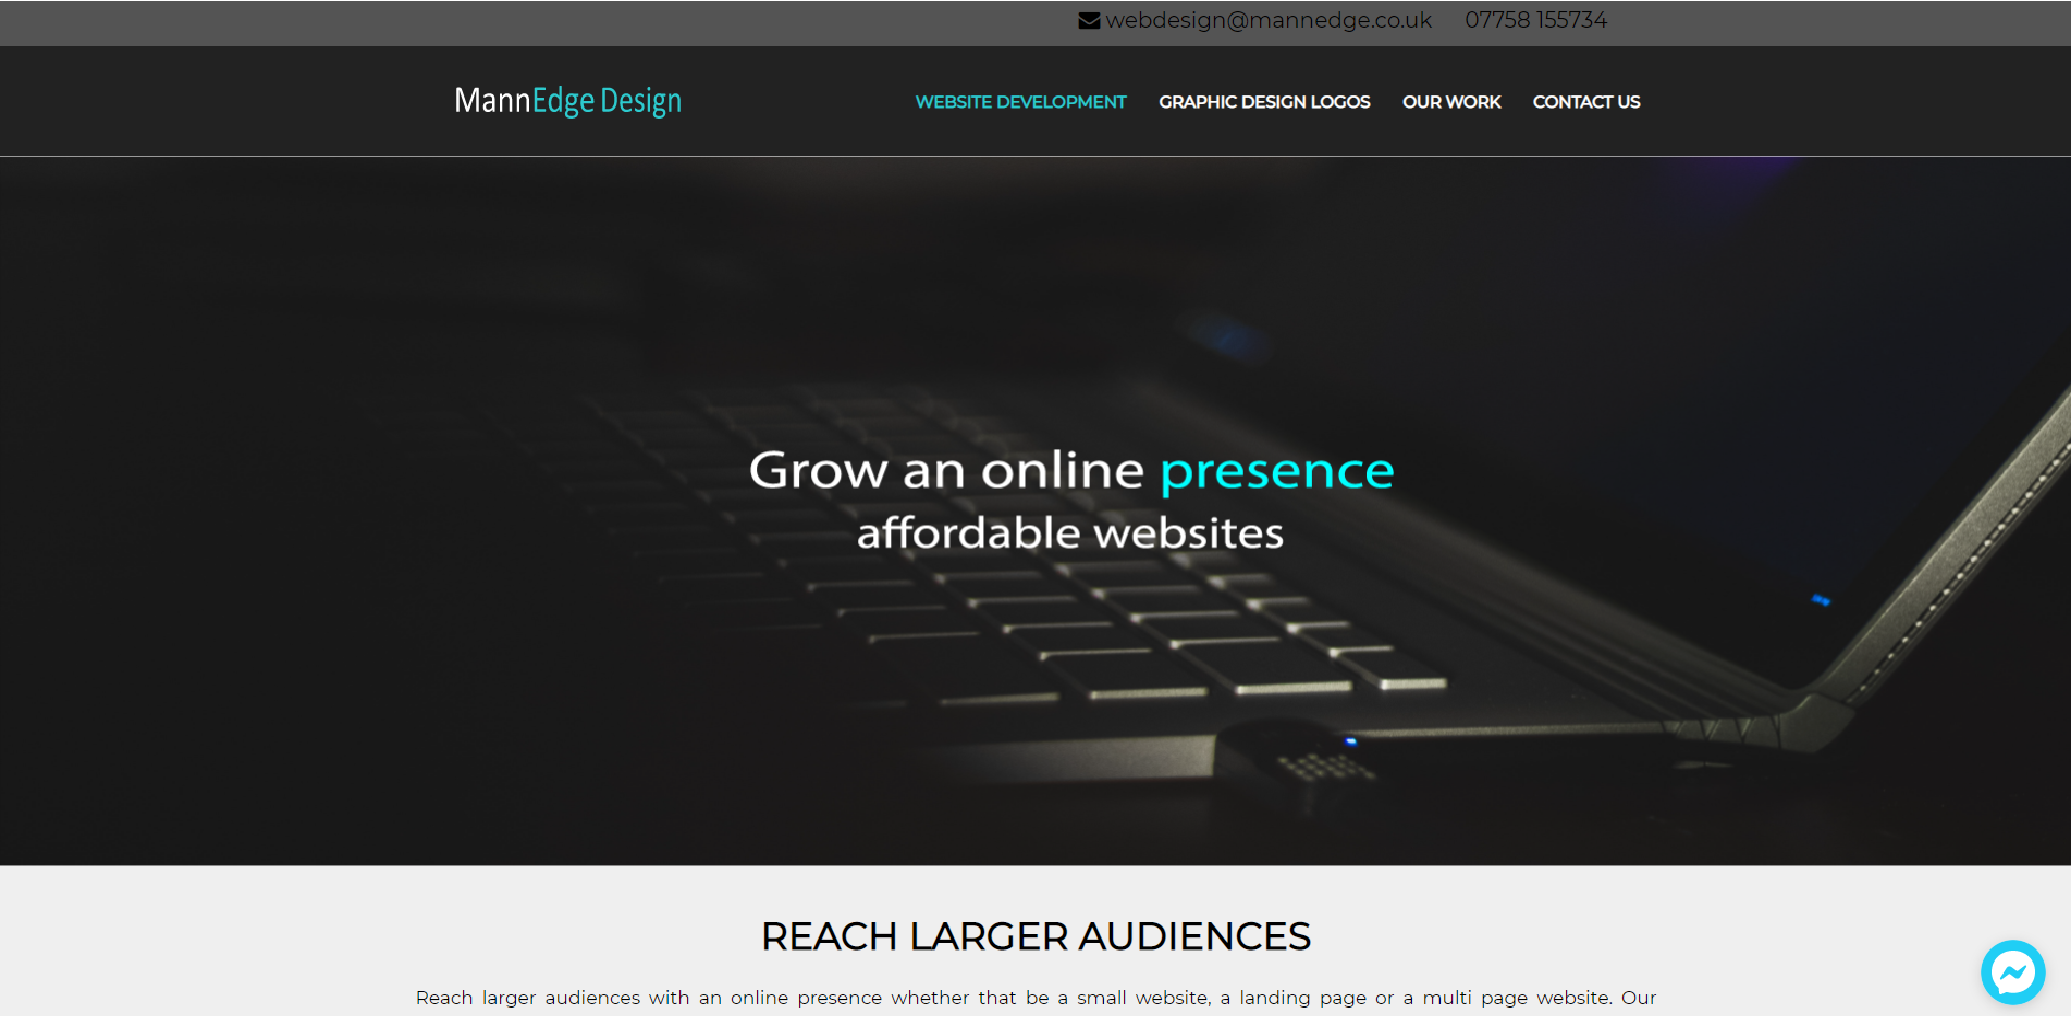 webdesign@mannedge.co.uk 07758 155734
MannEdge Design
WEBSITE DEVELOPMENT GRAPHIC DESIGN LOGOS OUR WORK CONTACT US
Grow an online presence
affordable websites
REACH LARGER AUDIENCES
Reach larger audiences with an online presence whether that be a small website, a landing page or a multi page website. Our